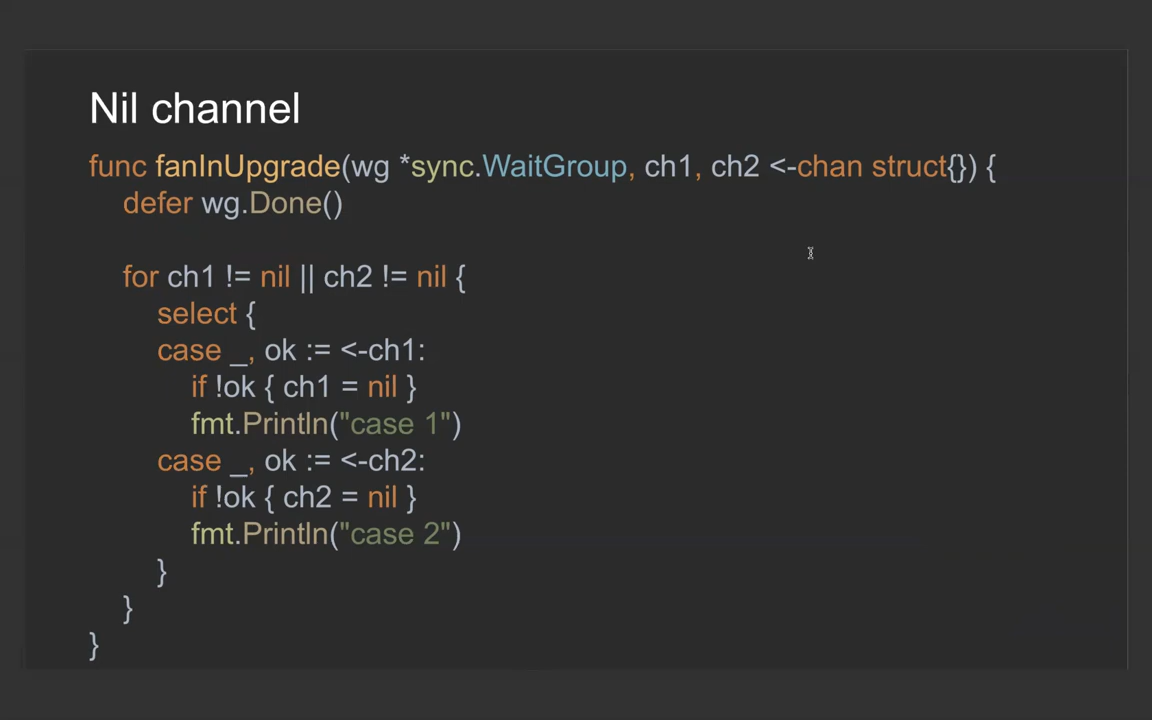 Nil channel
func fanInUpgrade(wg *sync.WaitGroup, ch1, ch2 <-chan struct{}) {
defer wg.Done()
for ch1 != nil || ch2 != nil {
select {
case _, ok := <-ch1:
if !ok { ch1 = nil }
fmt.Println("case 1")
case _, ok := <-ch2:
if !ok { ch2 = nil }
fmt.Println("case 2")
}
}
}